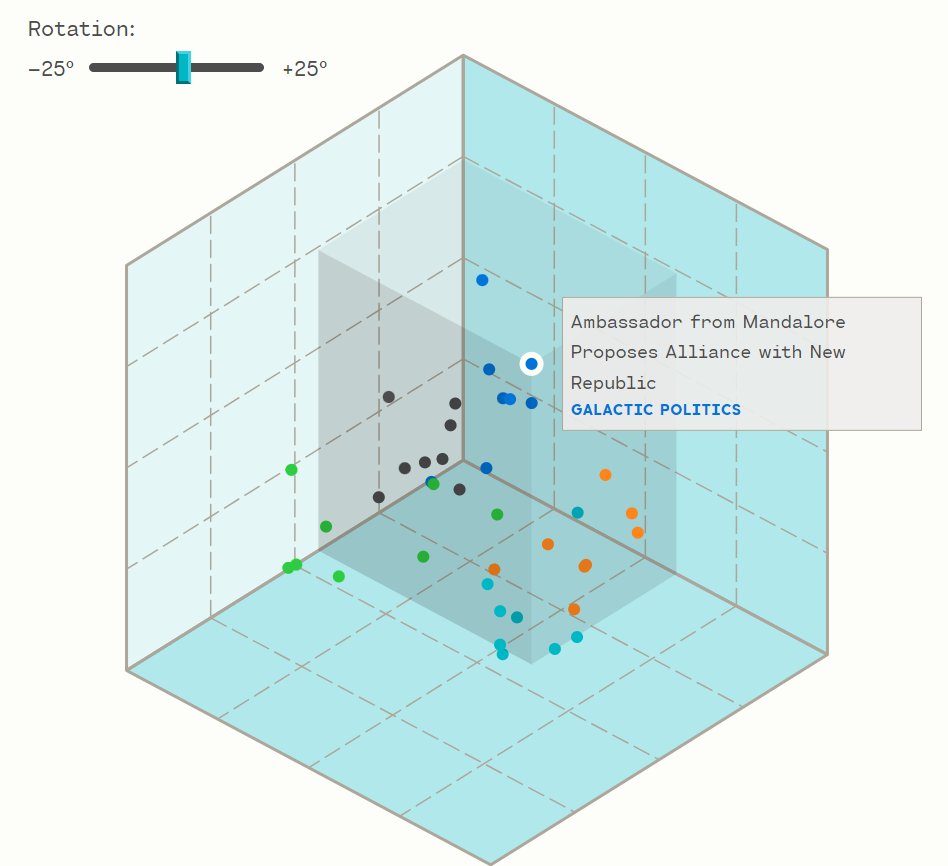 Rotation:
−25° +25°
Ambassador from Mandalore
Proposes Alliance with New
Republic
GALACTIC POLITICS